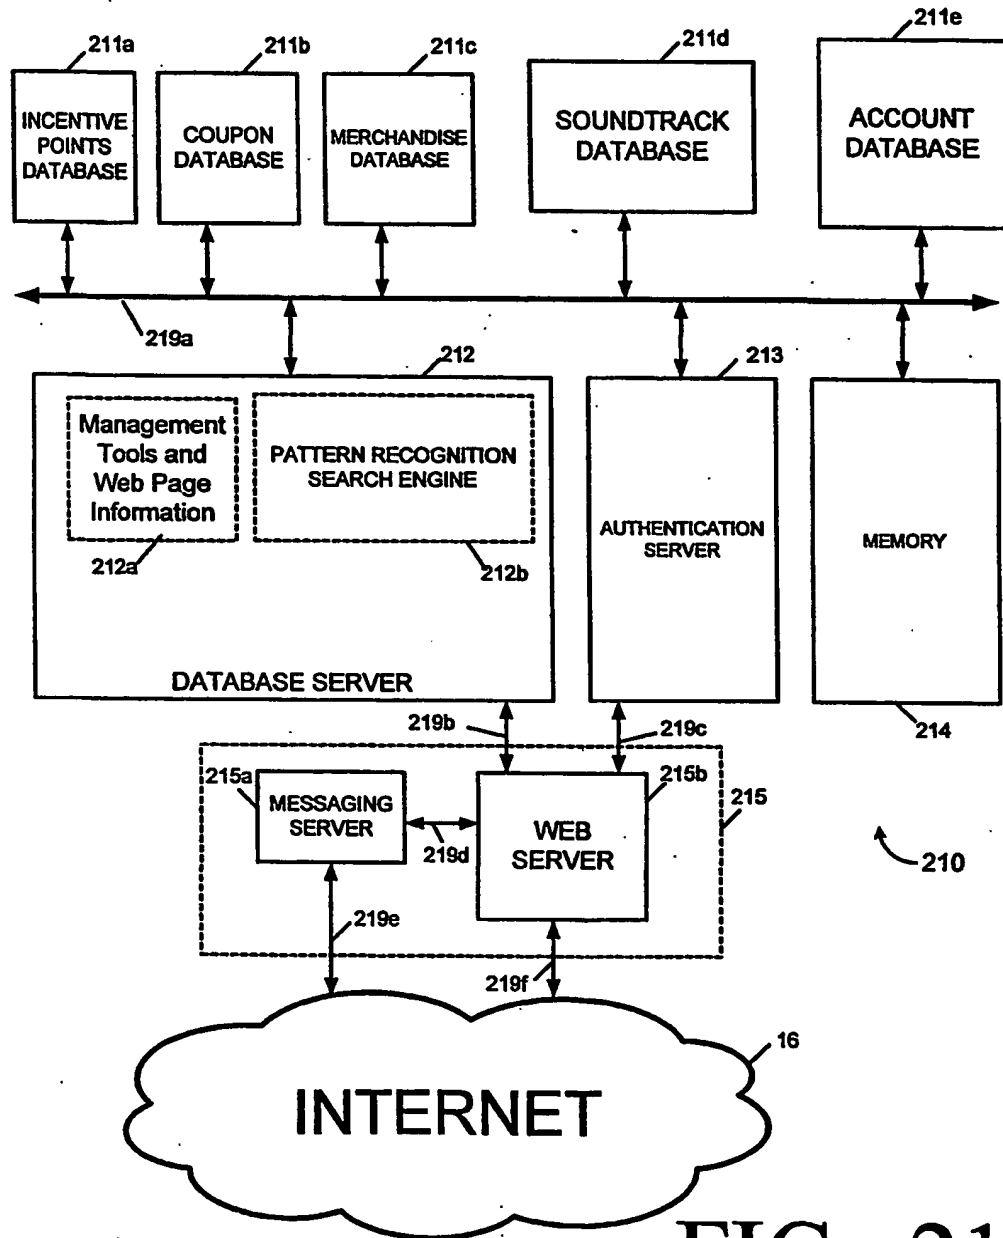 211a
211b
211c
211d
211e
INCENTIVE
POINTS
DATABASE
COUPON
DATABASE
MERCHANDISE
DATABASE
SOUNDTRACK
DATABASE
ACCOUNT
DATABASE
219a
212
213
Management
Tools and
Web Page
Information
212a
PATTERN RECOGNITION
SEARCH ENGINE
212b
DATABASE SERVER
AUTHENTICATION
SERVER
MEMORY
214
219b
219c
215a
MESSAGING
SERVER
219d
215b
WEB
SERVER
215
210
219e
219f
16
INTERNET
FIG. 21